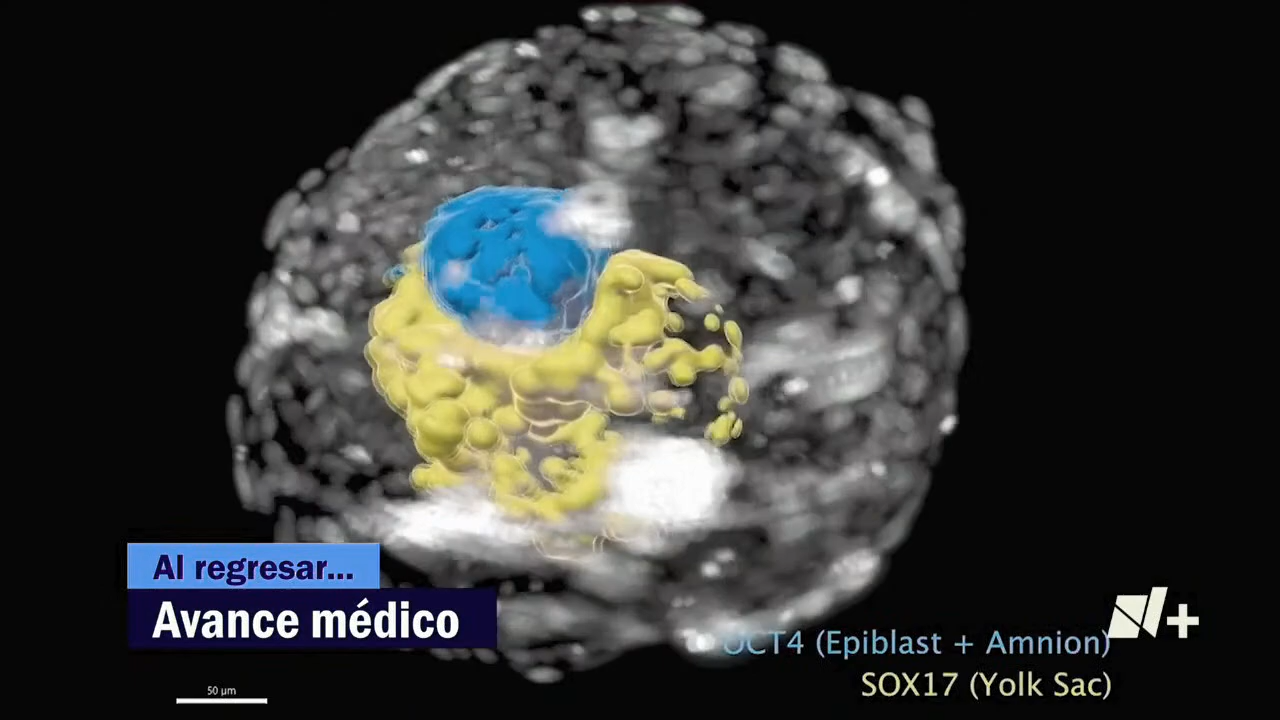 Al regresar...
Avance médico
N+
OCT4 (Epiblast + Amnion)
SOX17 (Yolk Sac)
50 µm